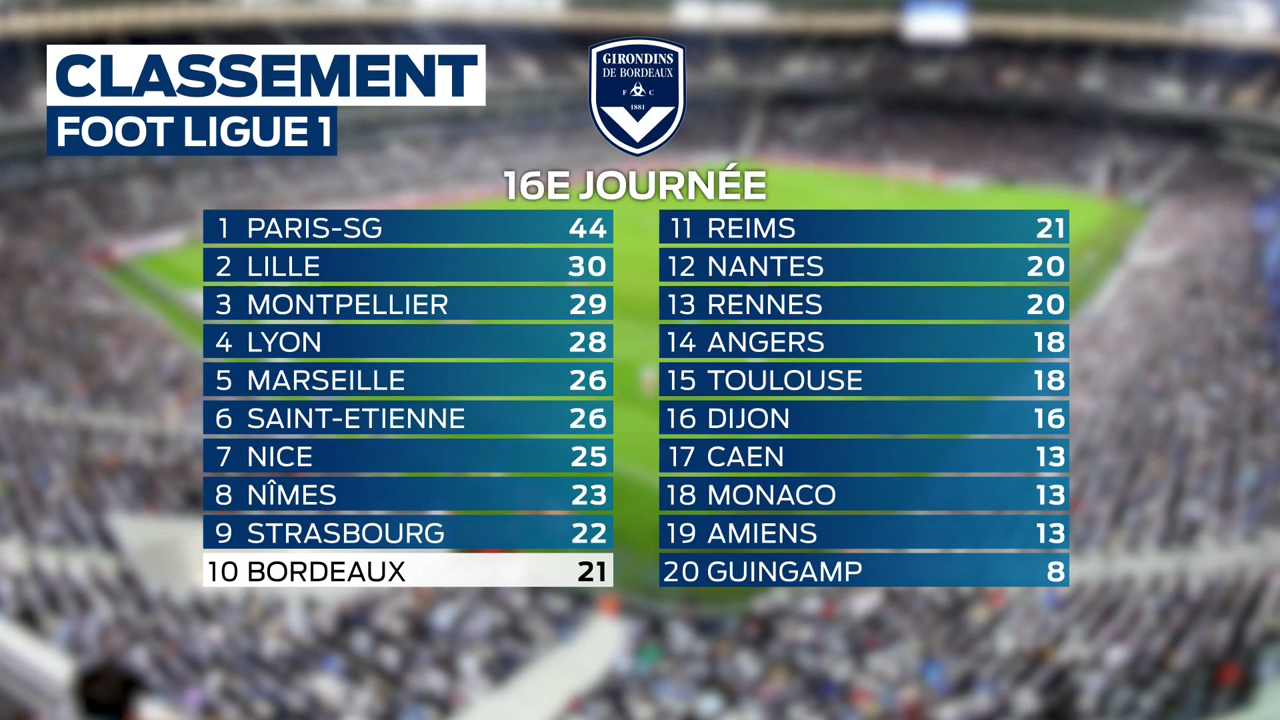 CLASSEMENT
FOOT LIGUE 1
GIRONDINS
DE BORDEAUX
F C
1881
16E JOURNÉE
1 PARIS-SG 44
2 LILLE 30
3 MONTPELLIER 29
4 LYON 28
5 MARSEILLE 26
6 SAINT-ETIENNE 26
7 NICE 25
8 NÎMES 23
9 STRASBOURG 22
10 BORDEAUX 21
11 REIMS 21
12 NANTES 20
13 RENNES 20
14 ANGERS 18
15 TOULOUSE 18
16 DIJON 16
17 CAEN 13
18 MONACO 13
19 AMIENS 13
20 GUINGAMP 8